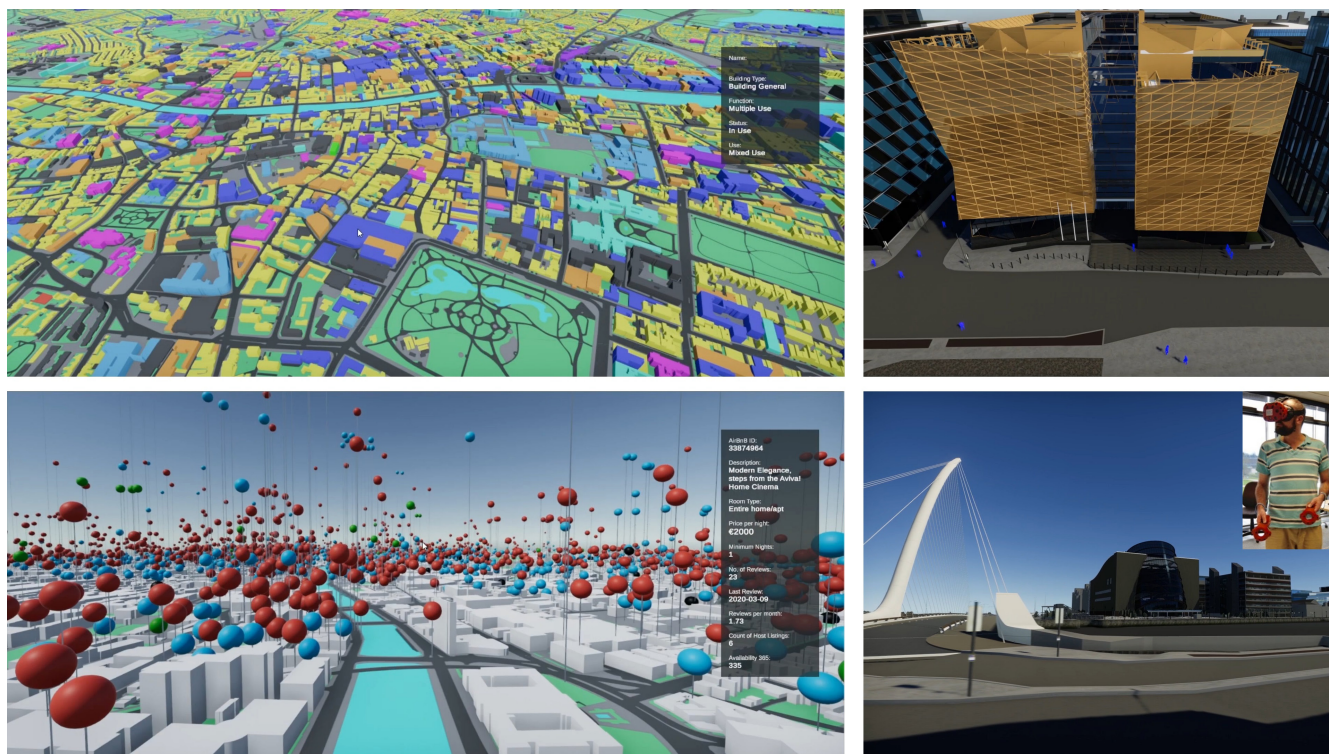 Name:
Building Type:
Building General
Function:
Multiple Use
Status:
In Use
Use:
Mixed Use
AirBnB ID:
33874964
Description:
Modern Elegance,
steps from the Aviva!
Home Cinema
Room Type:
Entire home/apt
Price per night:
€2000
Minimum Nights:
1
No. of Reviews:
23
Last Review:
2020-03-09
Reviews per month:
1.73
Count of Host Listings:
6
Availability 365:
335